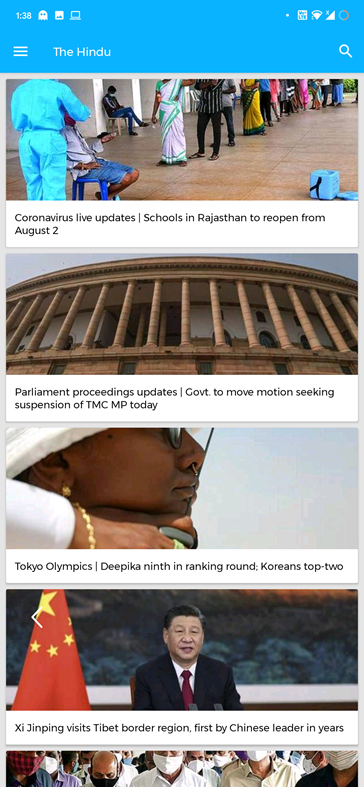 1:38
The Hindu
Coronavirus live updates | Schools in Rajasthan to reopen from
August 2
Parliament proceedings updates | Govt. to move motion seeking
suspension of TMC MP today
Tokyo Olympics | Deepika ninth in ranking round; Koreans top-two
Xi Jinping visits Tibet border region, first by Chinese leader in years